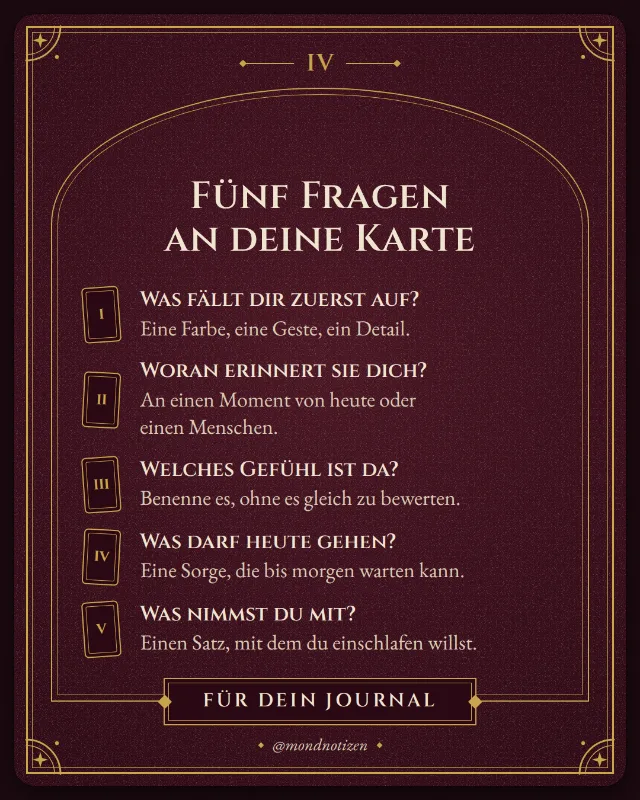 IV
Fünf Fragen
an deine Karte
I
Was fällt dir zuerst auf?
Eine Farbe, eine Geste, ein Detail.
II
Woran erinnert sie dich?
An einen Moment von heute oder
einen Menschen.
III
Welches Gefühl ist da?
Benenne es, ohne es gleich zu bewerten.
IV
Was darf heute gehen?
Eine Sorge, die bis morgen warten kann.
V
Was nimmst du mit?
Einen Satz, mit dem du einschlafen willst.
FÜR DEIN JOURNAL
@mondnotizen